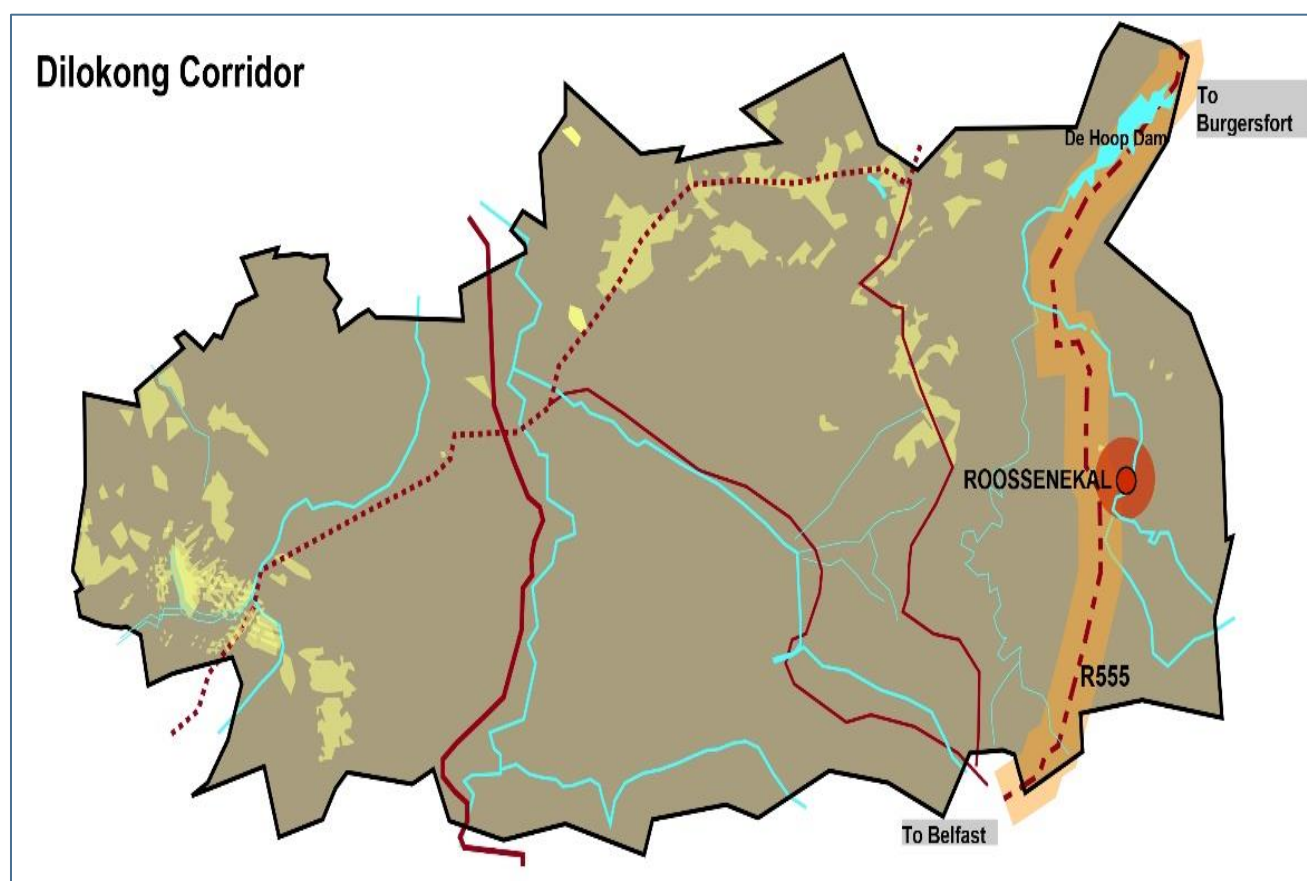 Dilokong Corridor
To
Burgersfort
De Hoop Dam
ROOSSENEKAL
R555
To Belfast